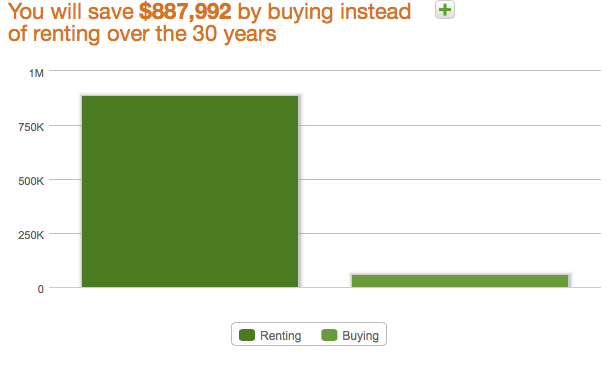 You will save $887,992 by buying instead
of renting over the 30 years
1M
750K
500K
250K
0
Renting Buying